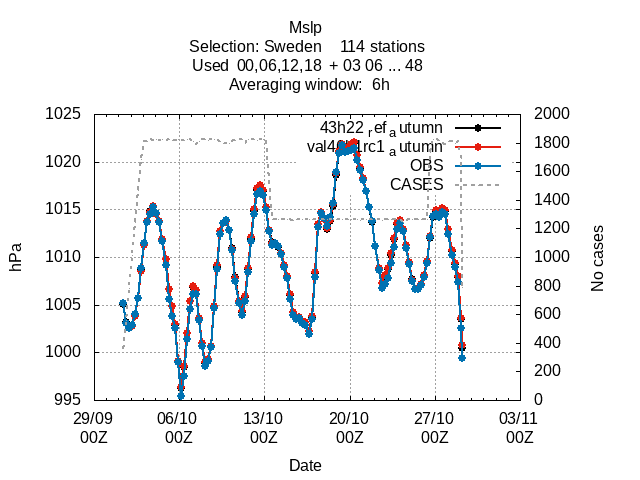 Mslp
Selection: Sweden 114 stations
Used 00,06,12,18 + 03 06 ... 48
Averaging window: 6h
1025
1020
1015
1010
1005
1000
995
hPa
2000
1800
1600
1400
1200
1000
800
600
400
200
0
No cases
43h22 refa utumn
OBS
CASES
29/09 00Z
06/10 00Z
13/10 00Z
20/10 00Z
27/10 00Z
03/11 00Z
Date